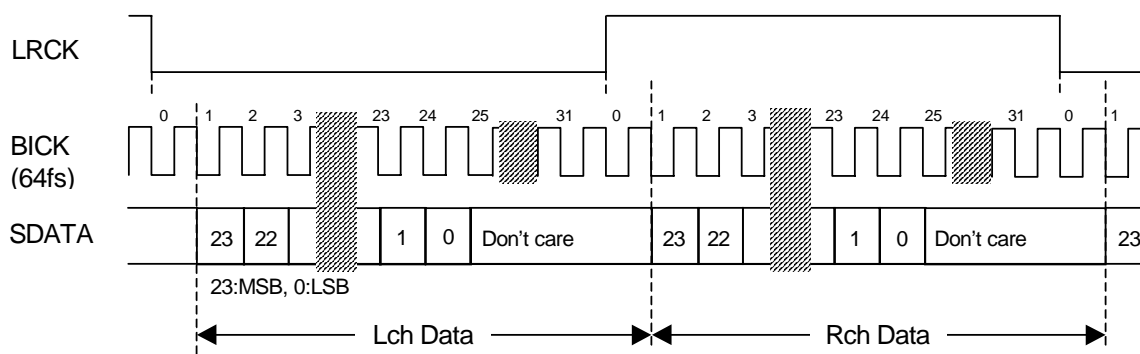 LRCK
0 1 2 3 23 24 25 31 0 1 2 3 23 24 25 31 0 1
BICK
(64fs)
SDATA 23 22 1 0 Don't care 23 22 1 0 Don't care 23
23:MSB, 0:LSB
Lch Data Rch Data